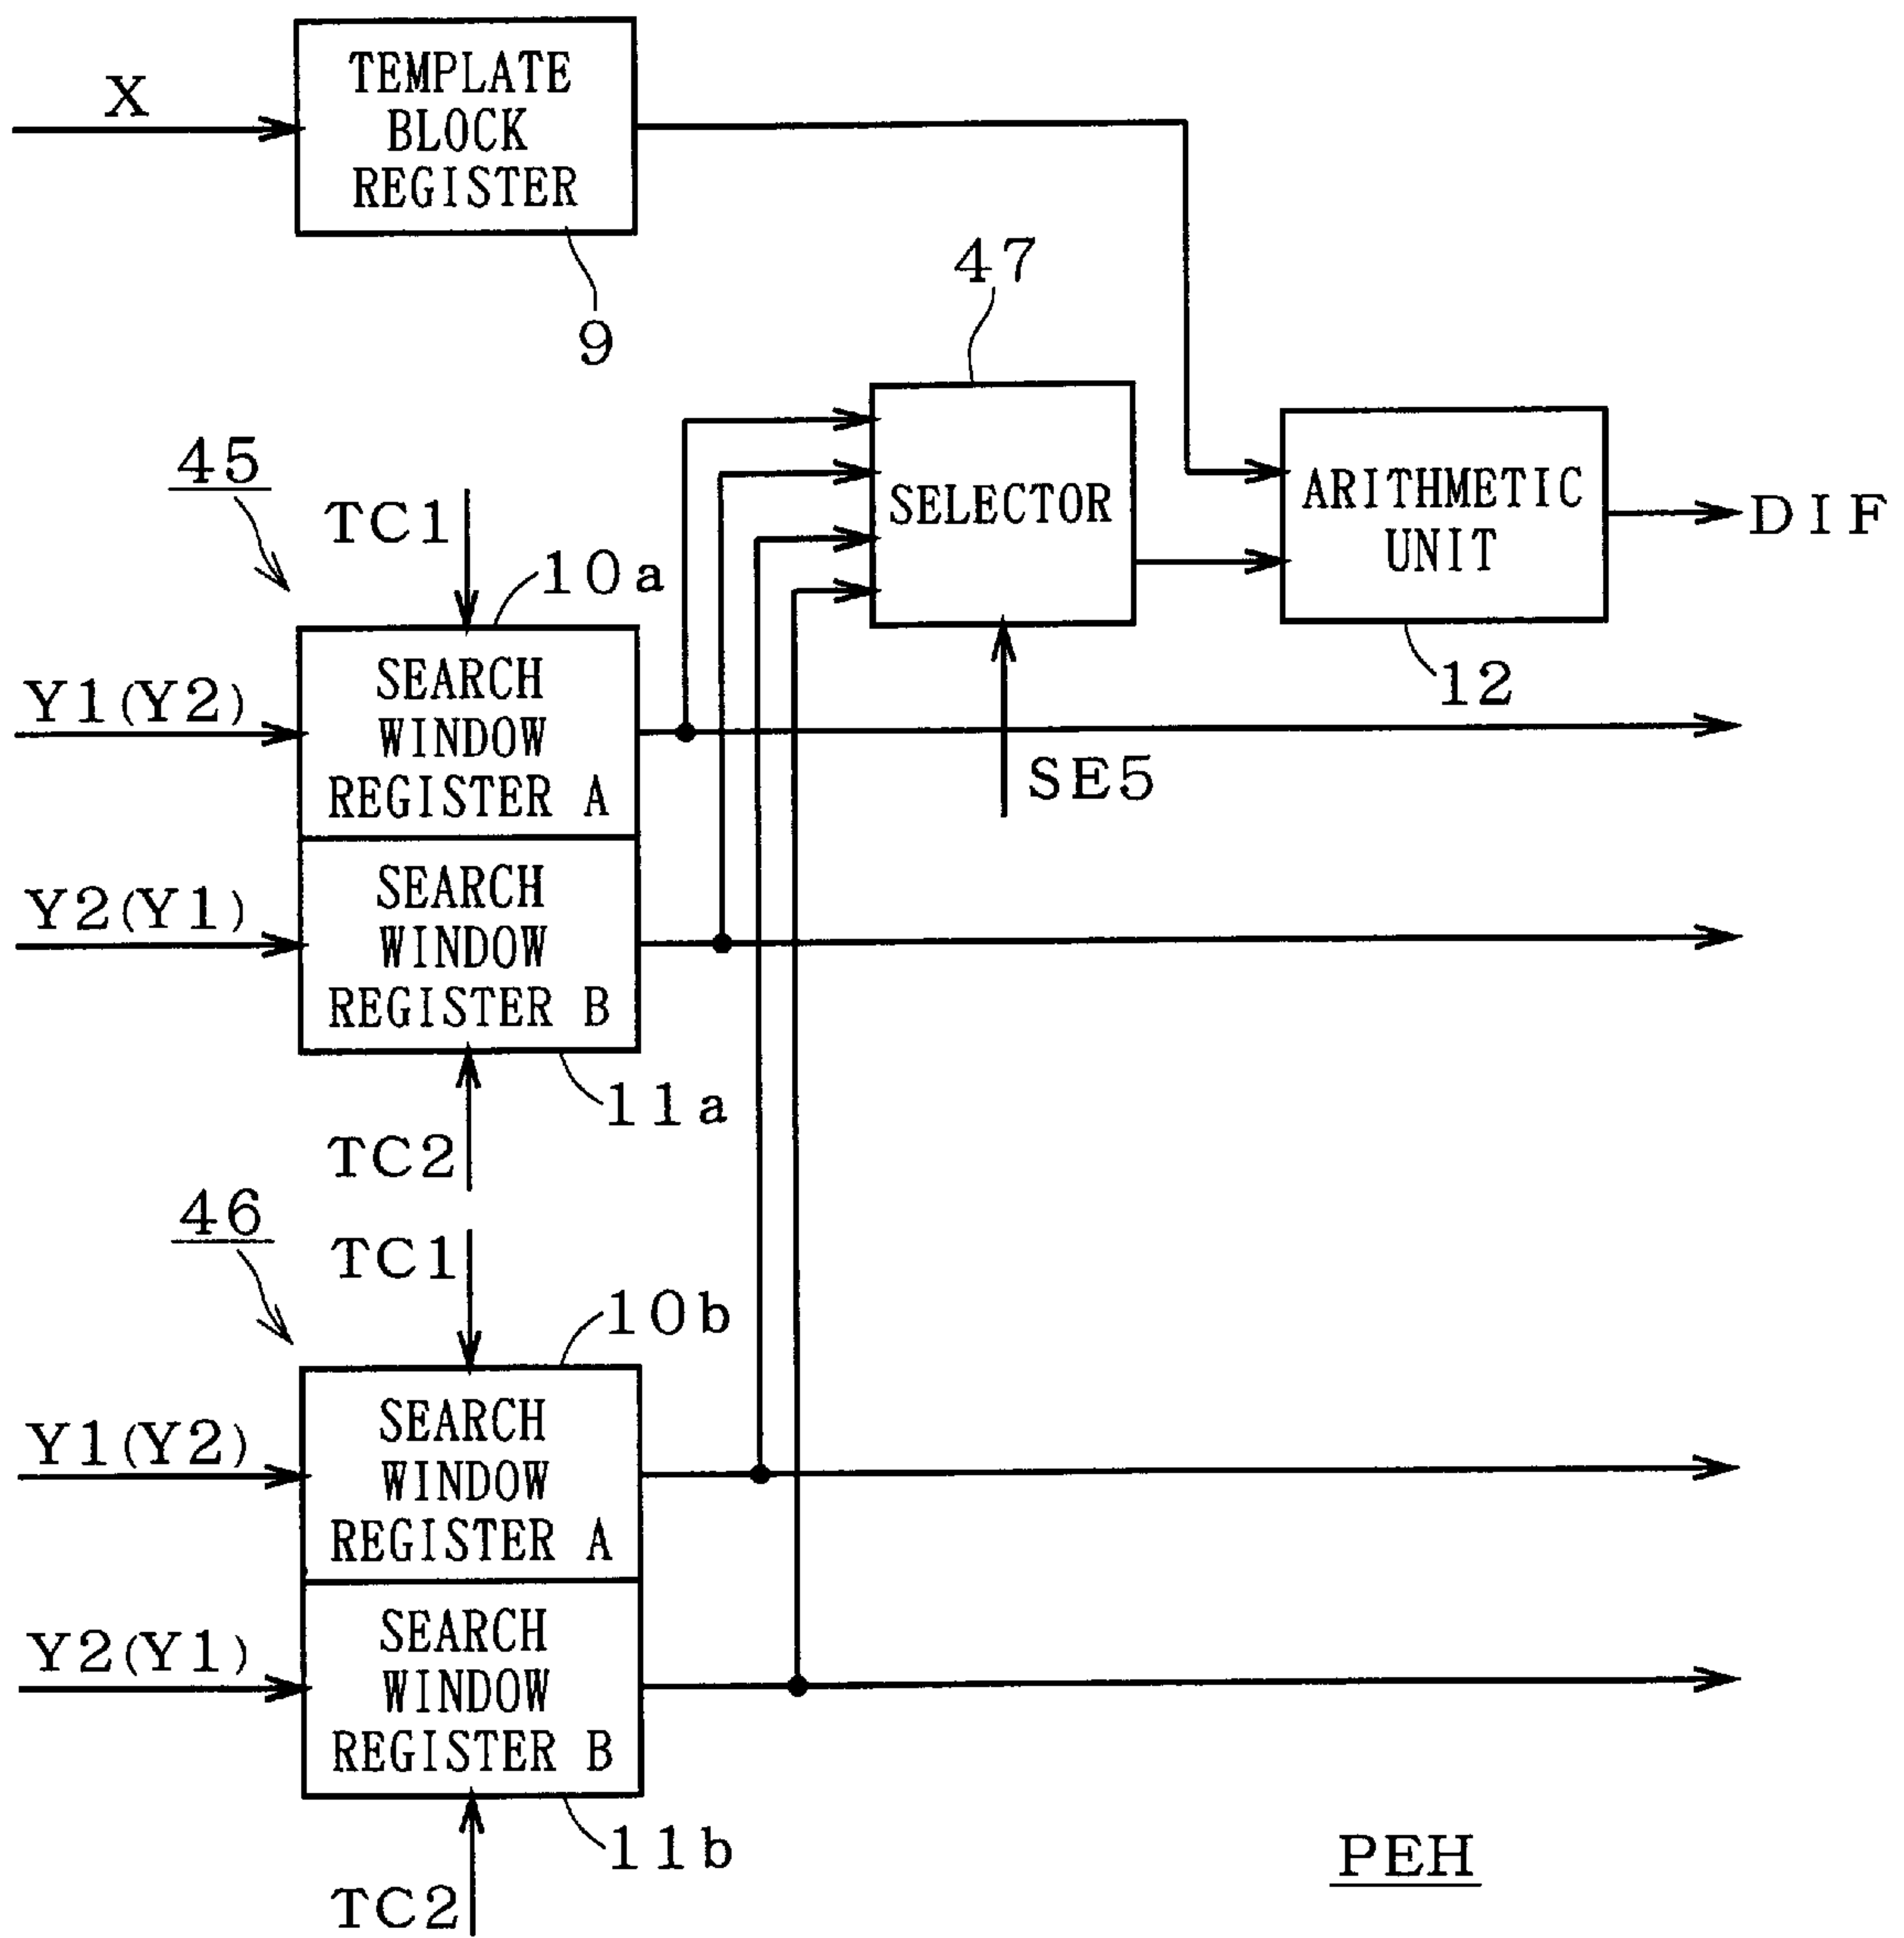 X
TEMPLATE
BLOCK
REGISTER
9
47
45
TC1
10a
SELECTOR
ARITHMETIC
UNIT
DIF
12
Y1(Y2)
SEARCH
WINDOW
REGISTER A
SE5
Y2(Y1)
SEARCH
WINDOW
REGISTER B
11a
TC2
46
TC1
10b
Y1(Y2)
SEARCH
WINDOW
REGISTER A
Y2(Y1)
SEARCH
WINDOW
REGISTER B
11b
TC2
PEH